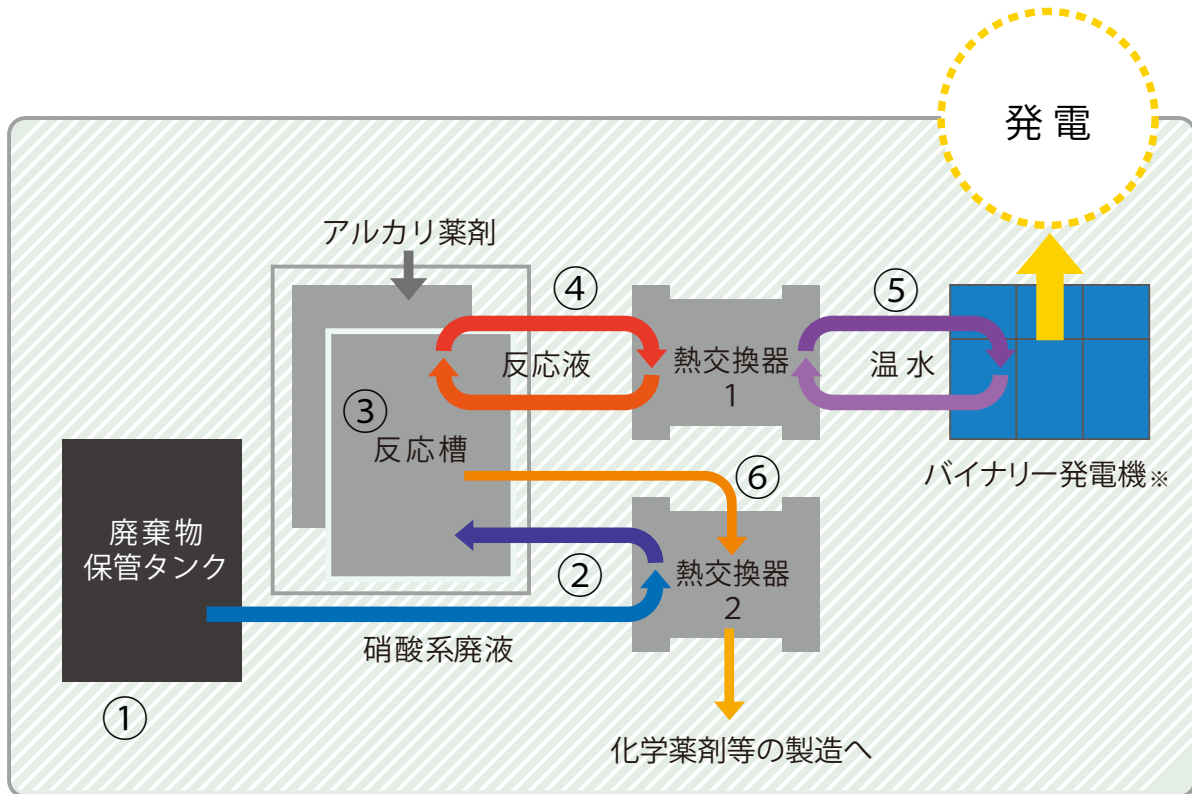 発電
アルカリ薬剤
④
⑤
反応液
熱交換器
1
温水
③
反応槽
バイナリー発電機※
⑥
廃棄物
保管タンク
②
熱交換器
2
硝酸系廃液
①
化学薬剤等の製造へ